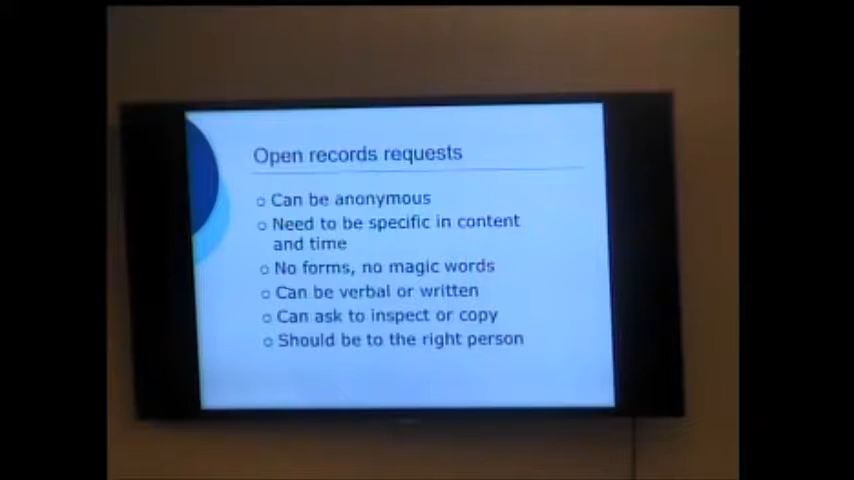 Open records requests
Can be anonymous
Need to be specific in content
and time
No forms, no magic words
Can be verbal or written
Can ask to inspect or copy
Should be to the right person